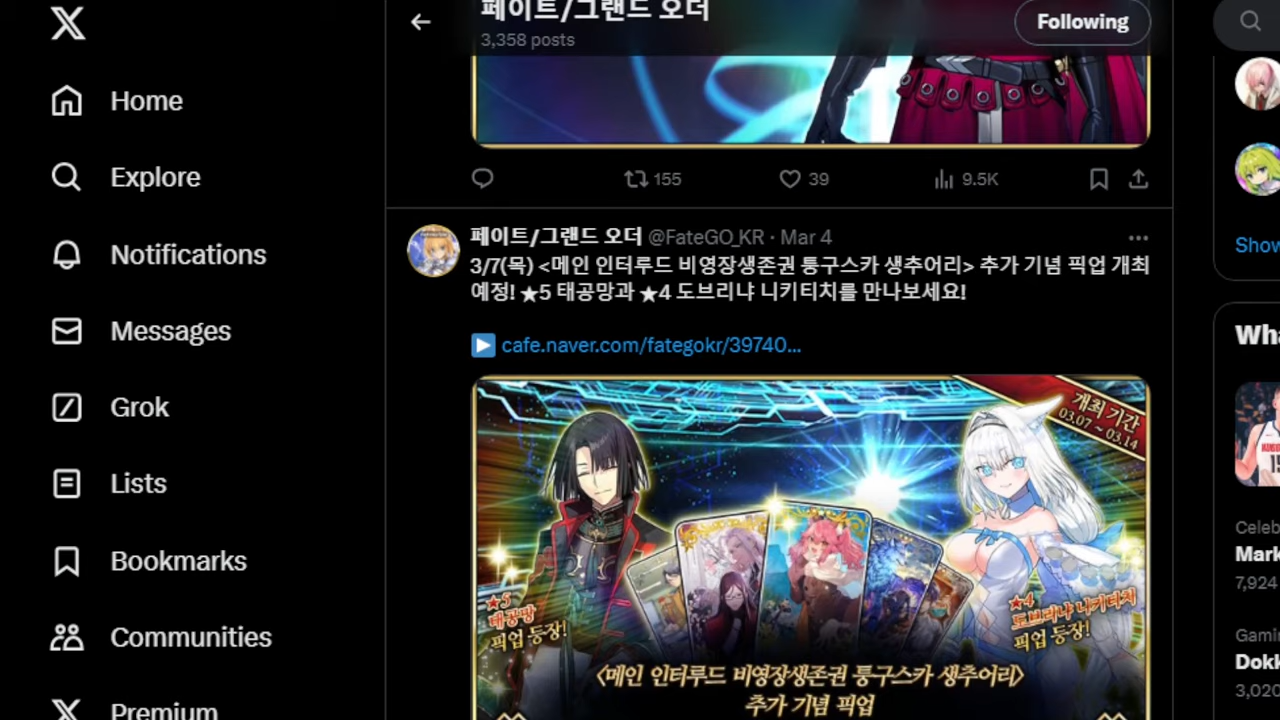 Home
Explore
Notifications
Messages
Grok
Lists
Bookmarks
Communities
Premium
페이트/그랜드 오더
3,358 posts
Following
155
39
9.5K
페이트/그랜드 오더 @FateGO_KR · Mar 4
3/7(목) <메인 인터루드 비영장생존권 통구스카 생추어리> 추가 기념 픽업 개최
예정! ★5 태공망과 ★4 도브리냐 니키티치를 만나보세요!
cafe.naver.com/fategokr/39740...
개최 기간
03.07 ~ 03.14
★5
태공망
픽업 등장!
★4
도브리냐 니키티치
픽업 등장!
<메인 인터루드 비영장생존권 퉁구스카 생추어리>
추가 기념 픽업
Show
Wha
Celeb
Mark
7,924
Gamin
Dokk
3,020